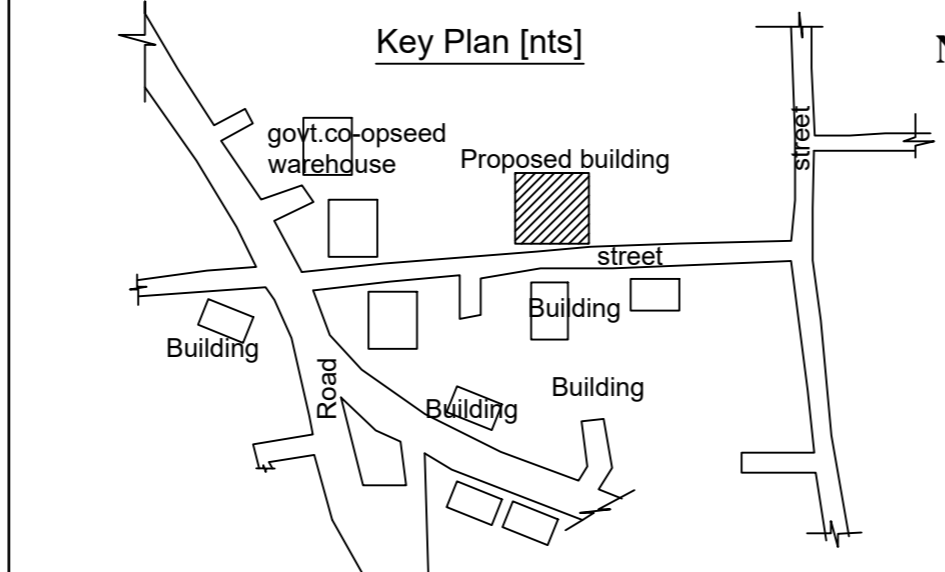 Key Plan [nts]
N
govt.co-opseed
warehouse
Proposed building
street
street
Building
Building
Building
Building
Road